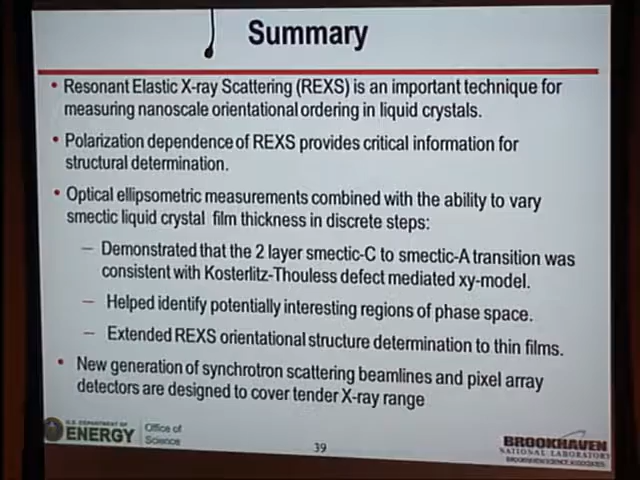 Summary
• Resonant Elastic X-ray Scattering (REXS) is an important technique for
measuring nanoscale orientational ordering in liquid crystals.
• Polarization dependence of REXS provides critical information for
structural determination.
• Optical ellipsometric measurements combined with the ability to vary
smectic liquid crystal film thickness in discrete steps:
– Demonstrated that the 2 layer smectic-C to smectic-A transition was
consistent with Kosterlitz-Thouless defect mediated xy-model.
– Helped identify potentially interesting regions of phase space.
– Extended REXS orientational structure determination to thin films.
• New generation of synchrotron scattering beamlines and pixel array
detectors are designed to cover tender X-ray range
U.S. DEPARTMENT OF
ENERGY
Office of
Science
39
BROOKHAVEN
NATIONAL LABORATORY
BROOKHAVEN SCIENCE ASSOCIATES